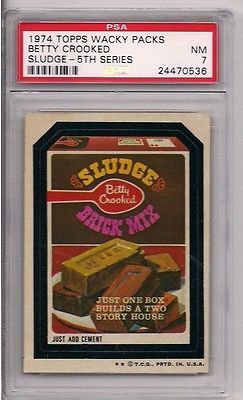 PSA
1974 TOPPS WACKY PACKS
BETTY CROOKED NM
SLUDGE-5TH SERIES 7
24470536
SLUDGE
Betty
Crooked
BRICK MIX
JUST ONE BOX
BUILDS A TWO
STORY HOUSE
JUST ADD CEMENT
★★ © T.C.G. PRTD. IN U.S.A.